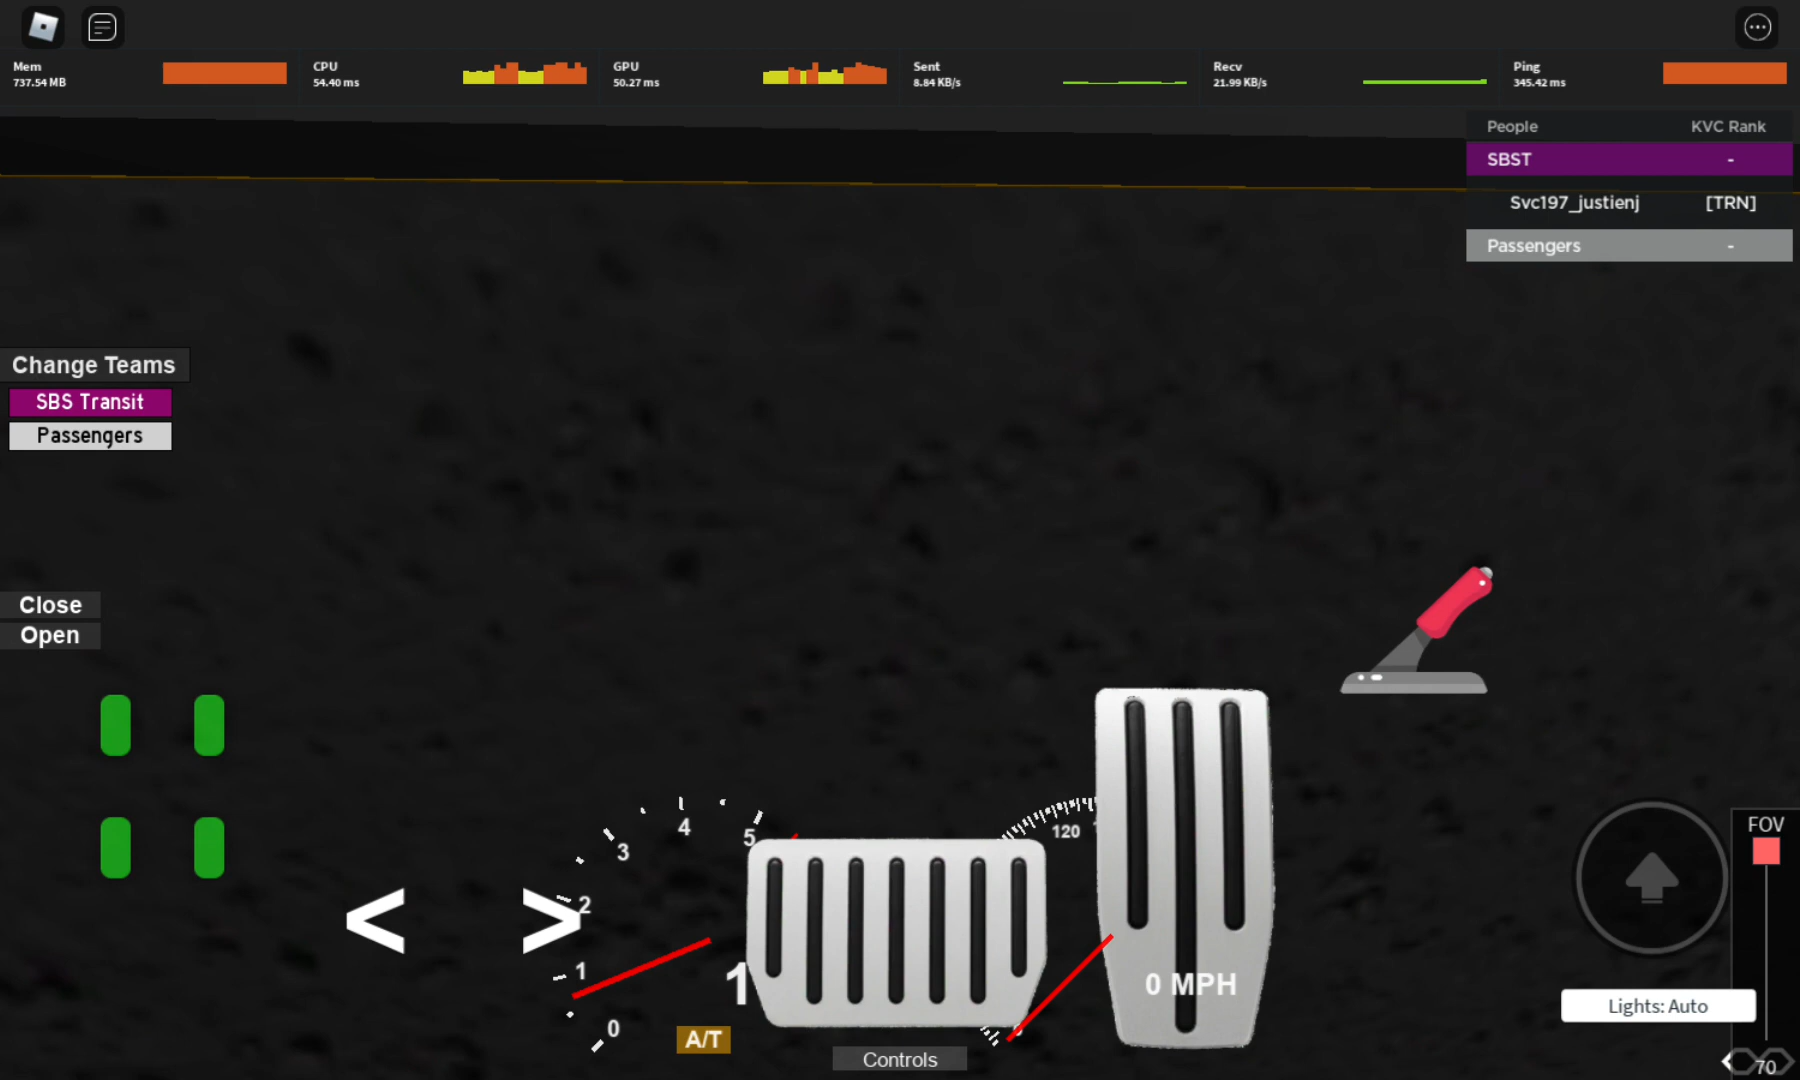 Mem
737.54 MB
CPU
54.40 ms
GPU
50.27 ms
Sent
8.84 KB/s
Recv
21.99 KB/s
Ping
345.42 ms
People KVC Rank
SBST -
Svc197_justienj [TRN]
Passengers -
Change Teams
SBS Transit
Passengers
Close
Open
< >
0
1
2
3
4
5
1
A/T
120
0 MPH
Controls
FOV
Lights: Auto
70